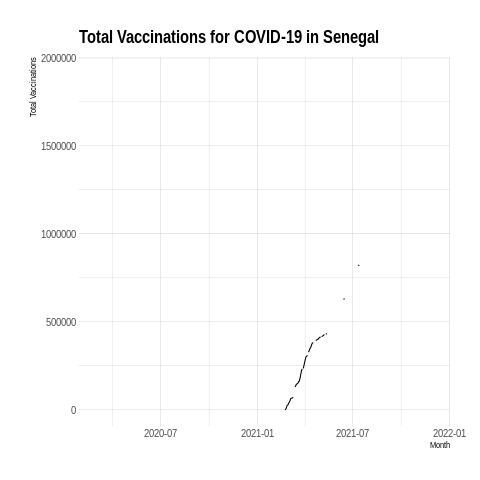 Total Vaccinations for COVID-19 in Senegal
Total Vaccinations
2000000
1500000
1000000
500000
0
2020-07 2021-01 2021-07 2022-01
Month